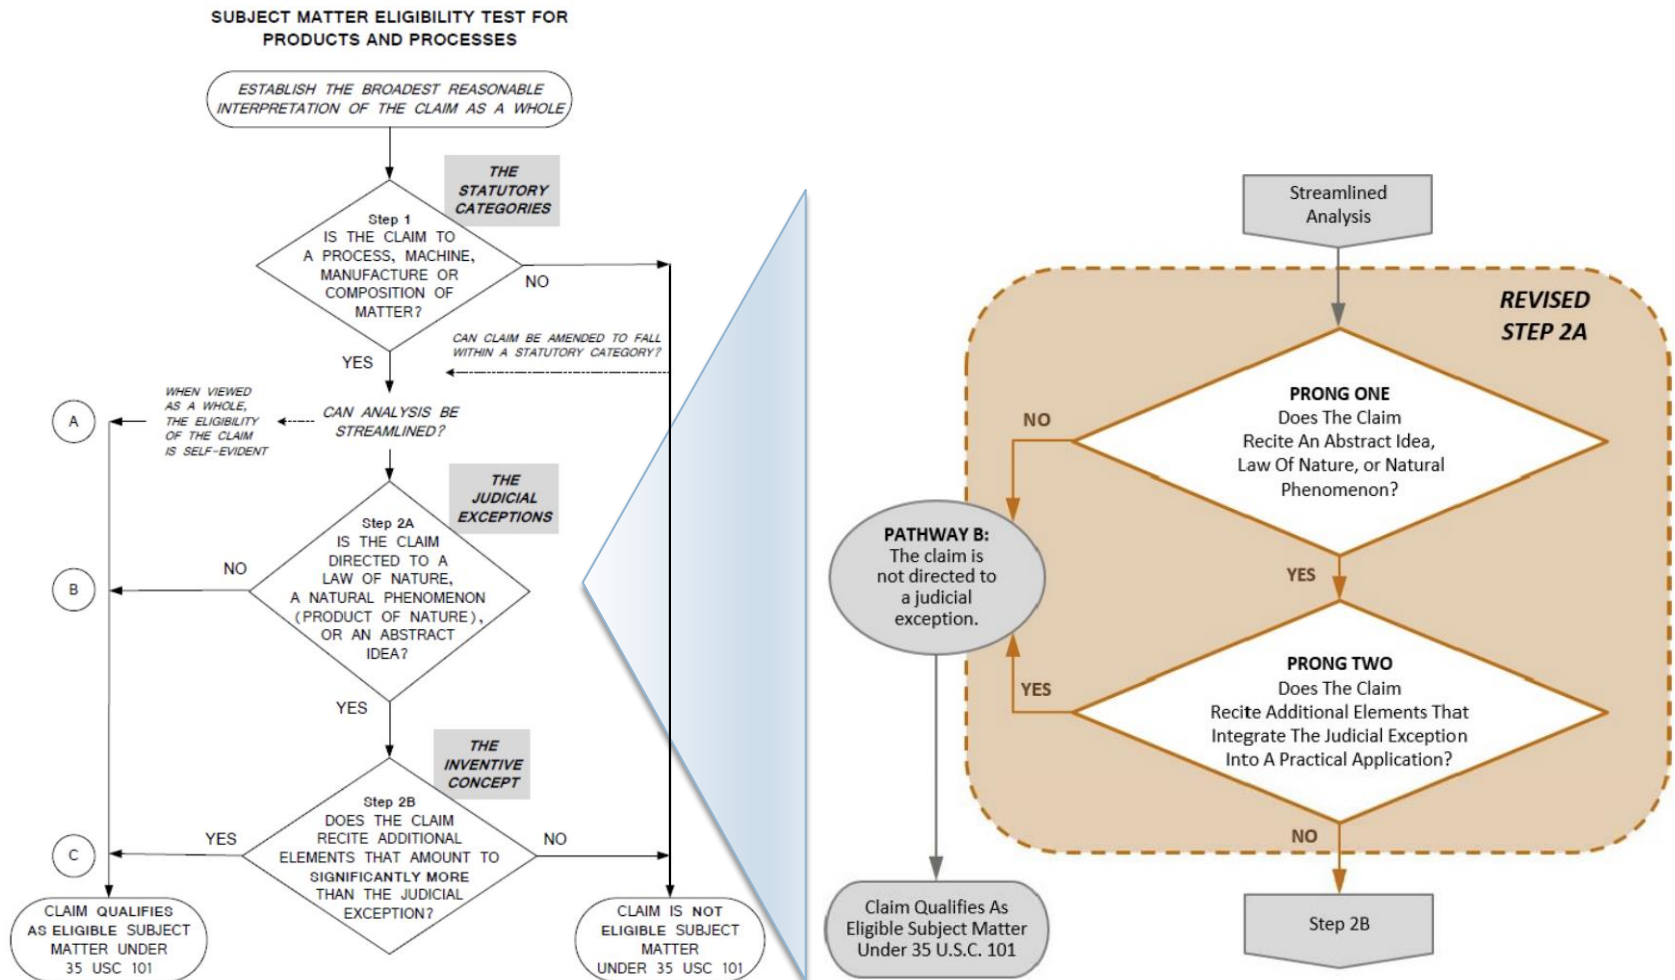 SUBJECT MATTER ELIGIBILITY TEST FOR
PRODUCTS AND PROCESSES
ESTABLISH THE BROADEST REASONABLE
INTERPRETATION OF THE CLAIM AS A WHOLE
THE
STATUTORY
CATEGORIES
Step 1
IS THE CLAIM TO
A PROCESS, MACHINE,
MANUFACTURE OR
COMPOSITION OF
MATTER?
NO
YES
CAN CLAIM BE AMENDED TO FALL
WITHIN A STATUTORY CATEGORY?
A
WHEN VIEWED
AS A WHOLE,
THE ELIGIBILITY
OF THE CLAIM
IS SELF-EVIDENT
CAN ANALYSIS BE
STREAMLINED?
THE
JUDICIAL
EXCEPTIONS
Step 2A
IS THE CLAIM
DIRECTED TO A
LAW OF NATURE,
A NATURAL PHENOMENON
(PRODUCT OF NATURE),
OR AN ABSTRACT
IDEA?
NO
B
YES
THE
INVENTIVE
CONCEPT
Step 2B
DOES THE CLAIM
RECITE ADDITIONAL
ELEMENTS THAT AMOUNT TO
SIGNIFICANTLY MORE
THAN THE JUDICIAL
EXCEPTION?
YES
NO
C
CLAIM QUALIFIES
AS ELIGIBLE SUBJECT
MATTER UNDER
35 USC 101
CLAIM IS NOT
ELIGIBLE SUBJECT
MATTER
UNDER 35 USC 101
Streamlined
Analysis
REVISED
STEP 2A
PRONG ONE
Does The Claim
Recite An Abstract Idea,
Law Of Nature, or Natural
Phenomenon?
NO
YES
PATHWAY B:
The claim is
not directed to
a judicial
exception.
PRONG TWO
Does The Claim
Recite Additional Elements That
Integrate The Judicial Exception
Into A Practical Application?
YES
NO
Claim Qualifies As
Eligible Subject Matter
Under 35 U.S.C. 101
Step 2B